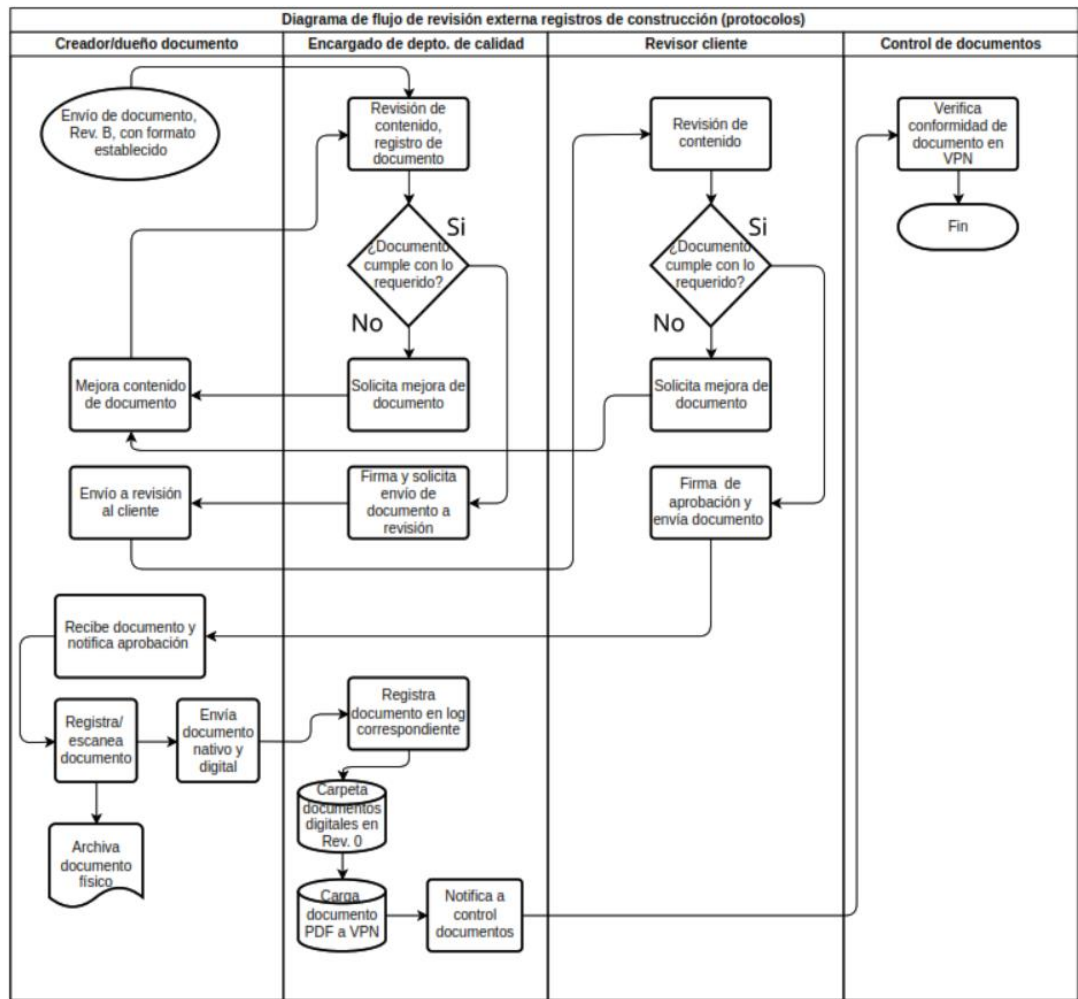 Diagrama de flujo de revisión externa registros de construcción (protocolos)
Creador/dueño documento
Encargado de depto. de calidad
Revisor cliente
Control de documentos
Envío de documento,
Rev. B, con formato
establecido
Revisión de
contenido,
registro de
documento
Revisión de
contenido
Verifica
conformidad de
documento en
VPN
Si
¿Documento
cumple con lo
requerido?
No
Si
¿Documento
cumple con lo
requerido?
No
Fin
Mejora contenido
de documento
Solicita mejora de
documento
Solicita mejora de
documento
Envío a revisión
al cliente
Firma y solicita
envío de
documento a
revisión
Firma de
aprobación y
envía documento
Recibe documento y
notifica aprobación
Registra/
escanea
documento
Envía
documento
nativo y
digital
Registra
documento en log
correspondiente
Archiva
documento
físico
Carpeta
documentos
digitales en
Rev. 0
Carga
documento
PDF a VPN
Notifica a
control
documentos